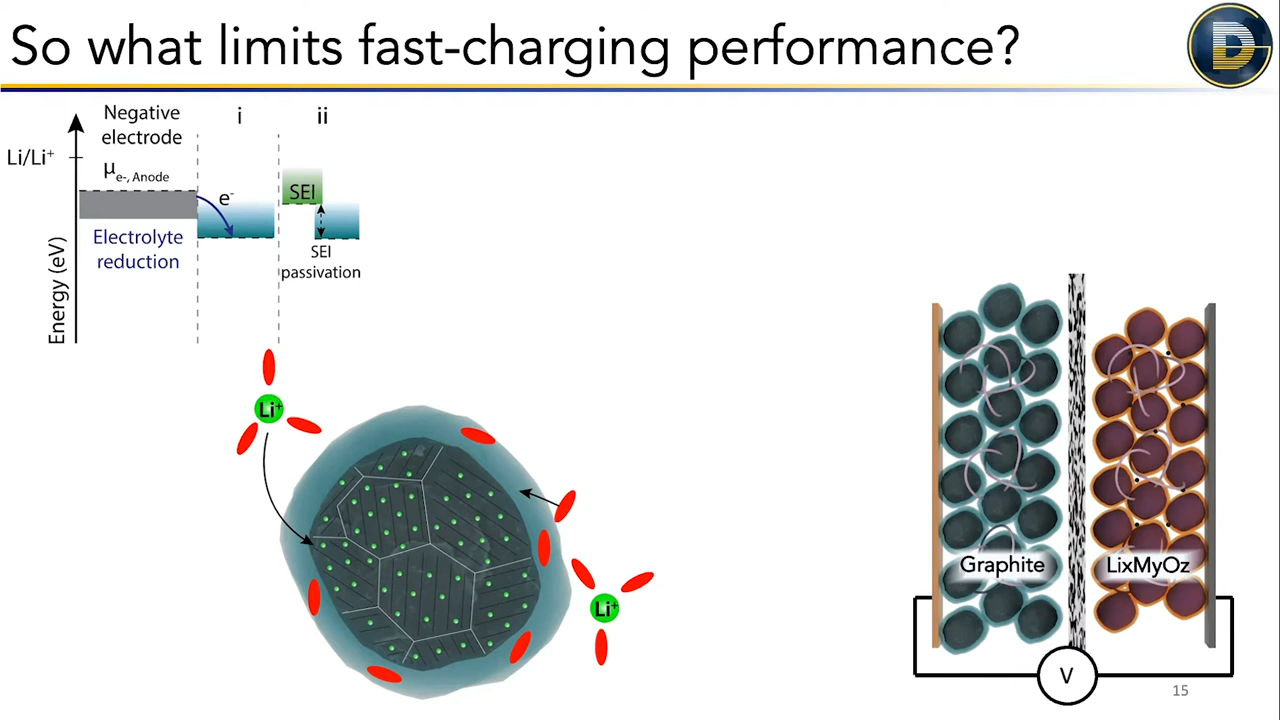 So what limits fast-charging performance?
Negative
electrode
i
ii
Li/Li⁺
μe-, Anode
e⁻
SEI
Electrolyte
reduction
SEI
passivation
Energy (eV)
Li⁺
Li⁺
Graphite
LixMyOz
V
15